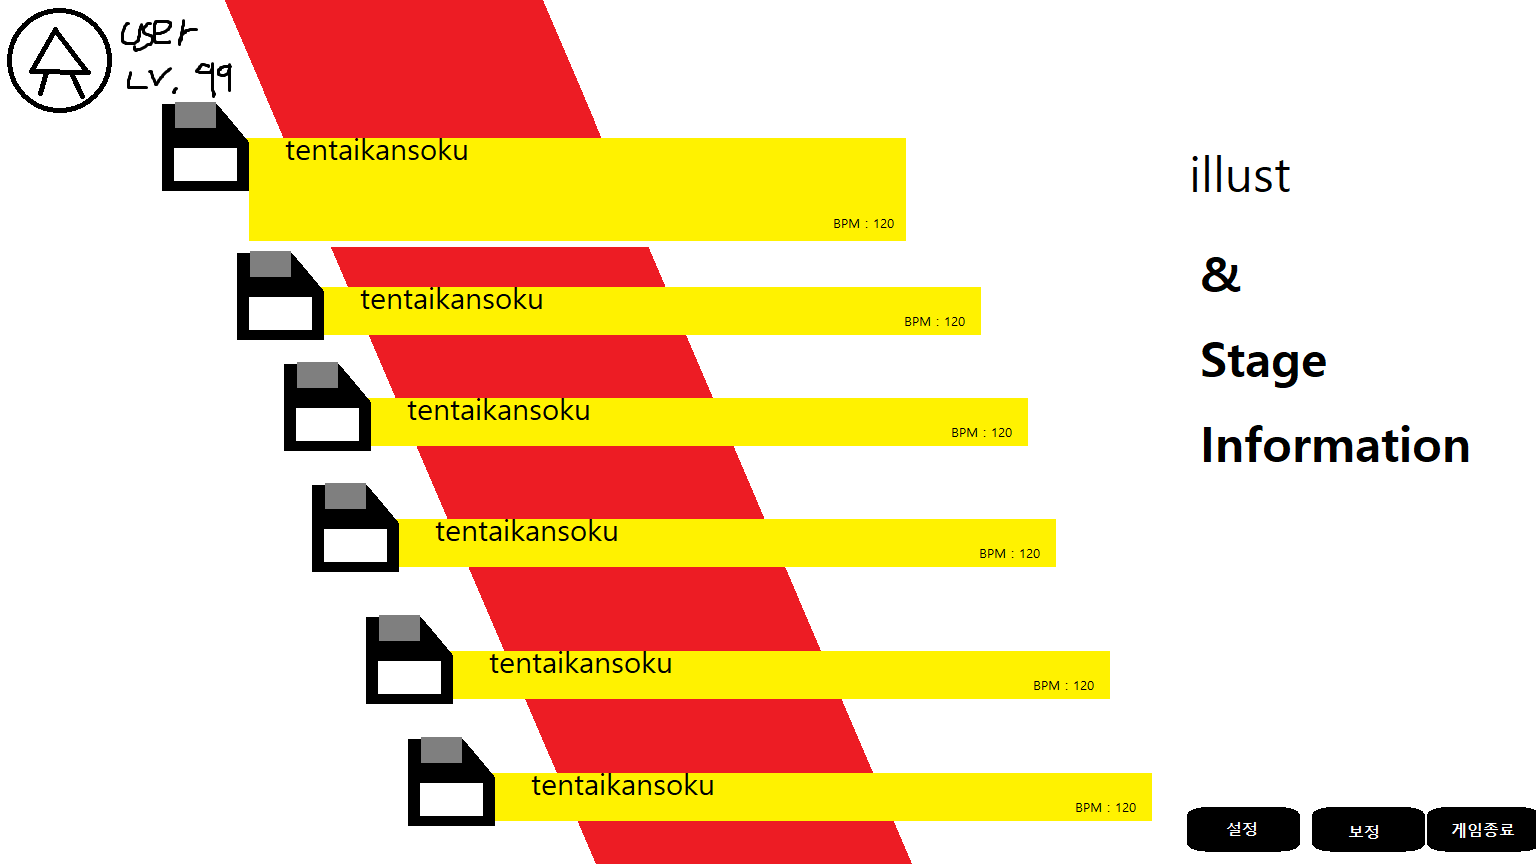 user
LV. 99
tentaikansoku
BPM : 120
tentaikansoku
BPM : 120
tentaikansoku
BPM : 120
tentaikansoku
BPM : 120
tentaikansoku
BPM : 120
tentaikansoku
BPM : 120
illust
&
Stage
Information
설정
보정
게임종료